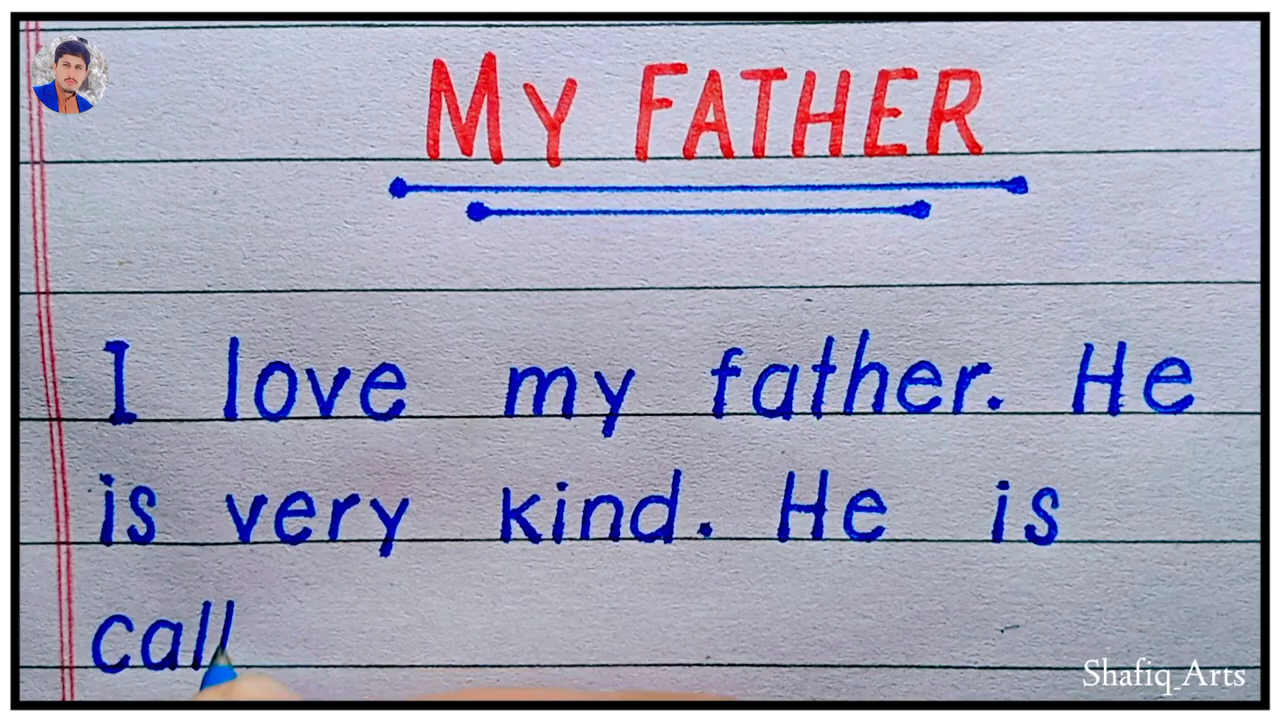 MY FATHER
I love my father. He
is very kind. He is
call
Shafiq_Arts